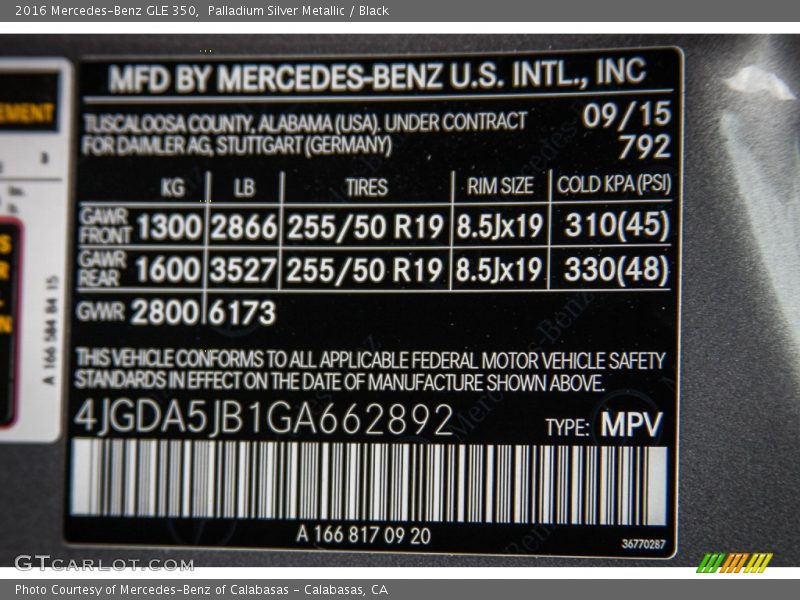 2016 Mercedes-Benz GLE 350,  Palladium Silver Metallic / Black
MFD BY MERCEDES-BENZ U.S. INTL., INC
TUSCALOOSA COUNTY, ALABAMA (USA). UNDER CONTRACT 09/15
FOR DAIMLER AG, STUTTGART (GERMANY) 792
KG LB TIRES RIM SIZE COLD KPA (PSI)
GAWR FRONT 1300 2866 255/50 R19 8.5Jx19 310(45)
GAWR REAR 1600 3527 255/50 R19 8.5Jx19 330(48)
GWR 2800 6173
THIS VEHICLE CONFORMS TO ALL APPLICABLE FEDERAL MOTOR VEHICLE SAFETY
STANDARDS IN EFFECT ON THE DATE OF MANUFACTURE SHOWN ABOVE.
4JGDA5JB1GA662892 TYPE: MPV
A 166 817 09 20
36770287
A 166 584 84 15
GTCARLOT.COM
Photo Courtesy of Mercedes-Benz of Calabasas - Calabasas, CA